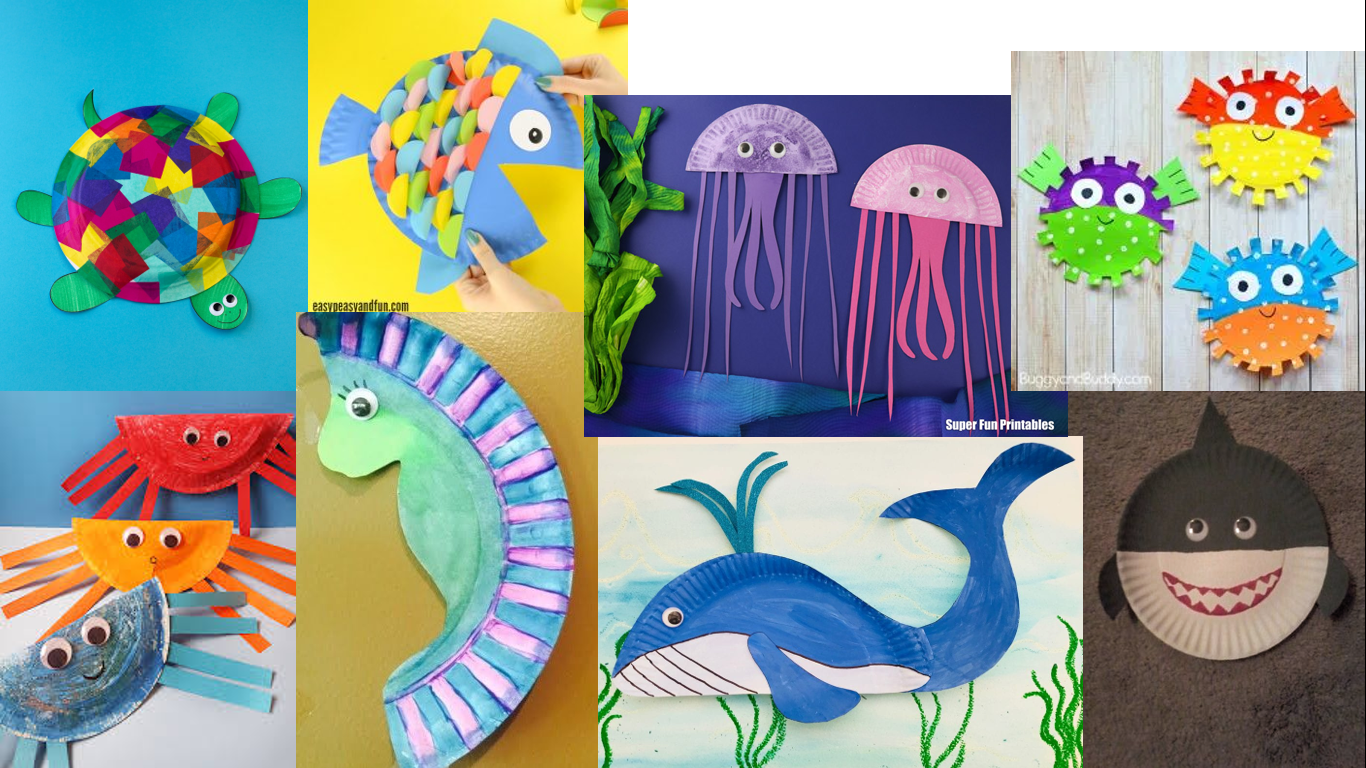 easypeasyandfun.com
BuggyandBuddy.com
Super Fun Printables